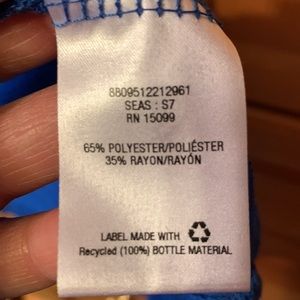 8809512212961
SEAS : S7
RN 15099
65% POLYESTER/POLIÉSTER
35% RAYON/RAYÓN
LABEL MADE WITH
Recycled (100%) BOTTLE MATERIAL